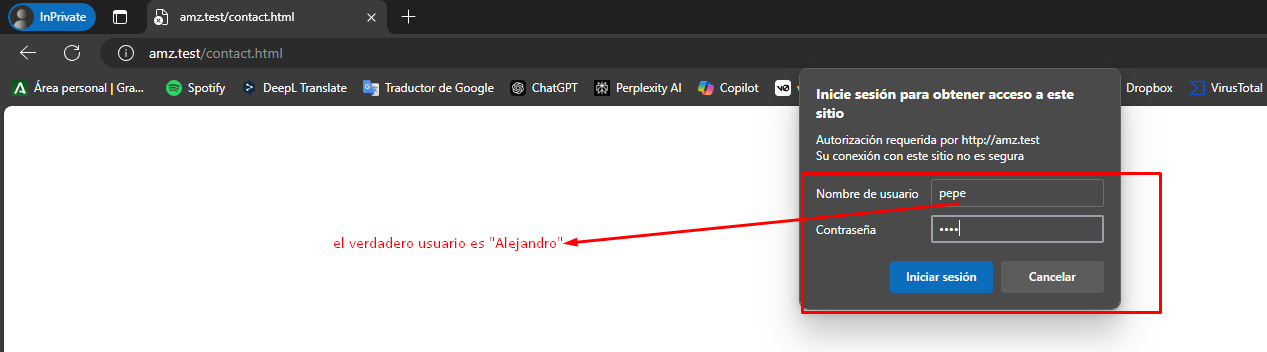 InPrivate
amz.test/contact.html
amz.test/contact.html
Área personal | Gra...
Spotify
DeepL Translate
Traductor de Google
ChatGPT
Perplexity AI
Copilot
Dropbox
VirusTotal
Inicie sesión para obtener acceso a este
sitio
Autorización requerida por http://amz.test
Su conexión con este sitio no es segura
Nombre de usuario
pepe
el verdadero usuario es "Alejandro"
Contraseña
••••
Iniciar sesión
Cancelar